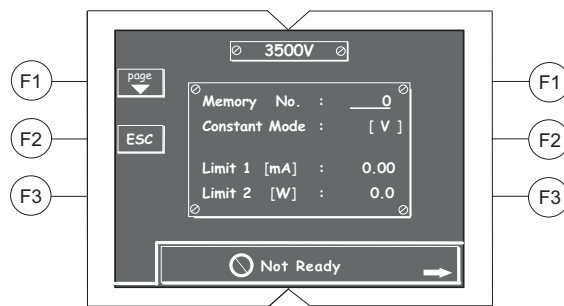 3500V
F1 page F1
Memory No. : 0
Constant Mode : [ V ]
F2 ESC F2
Limit 1 [mA] : 0.00
F3 Limit 2 [W] : 0.0 F3
Not Ready